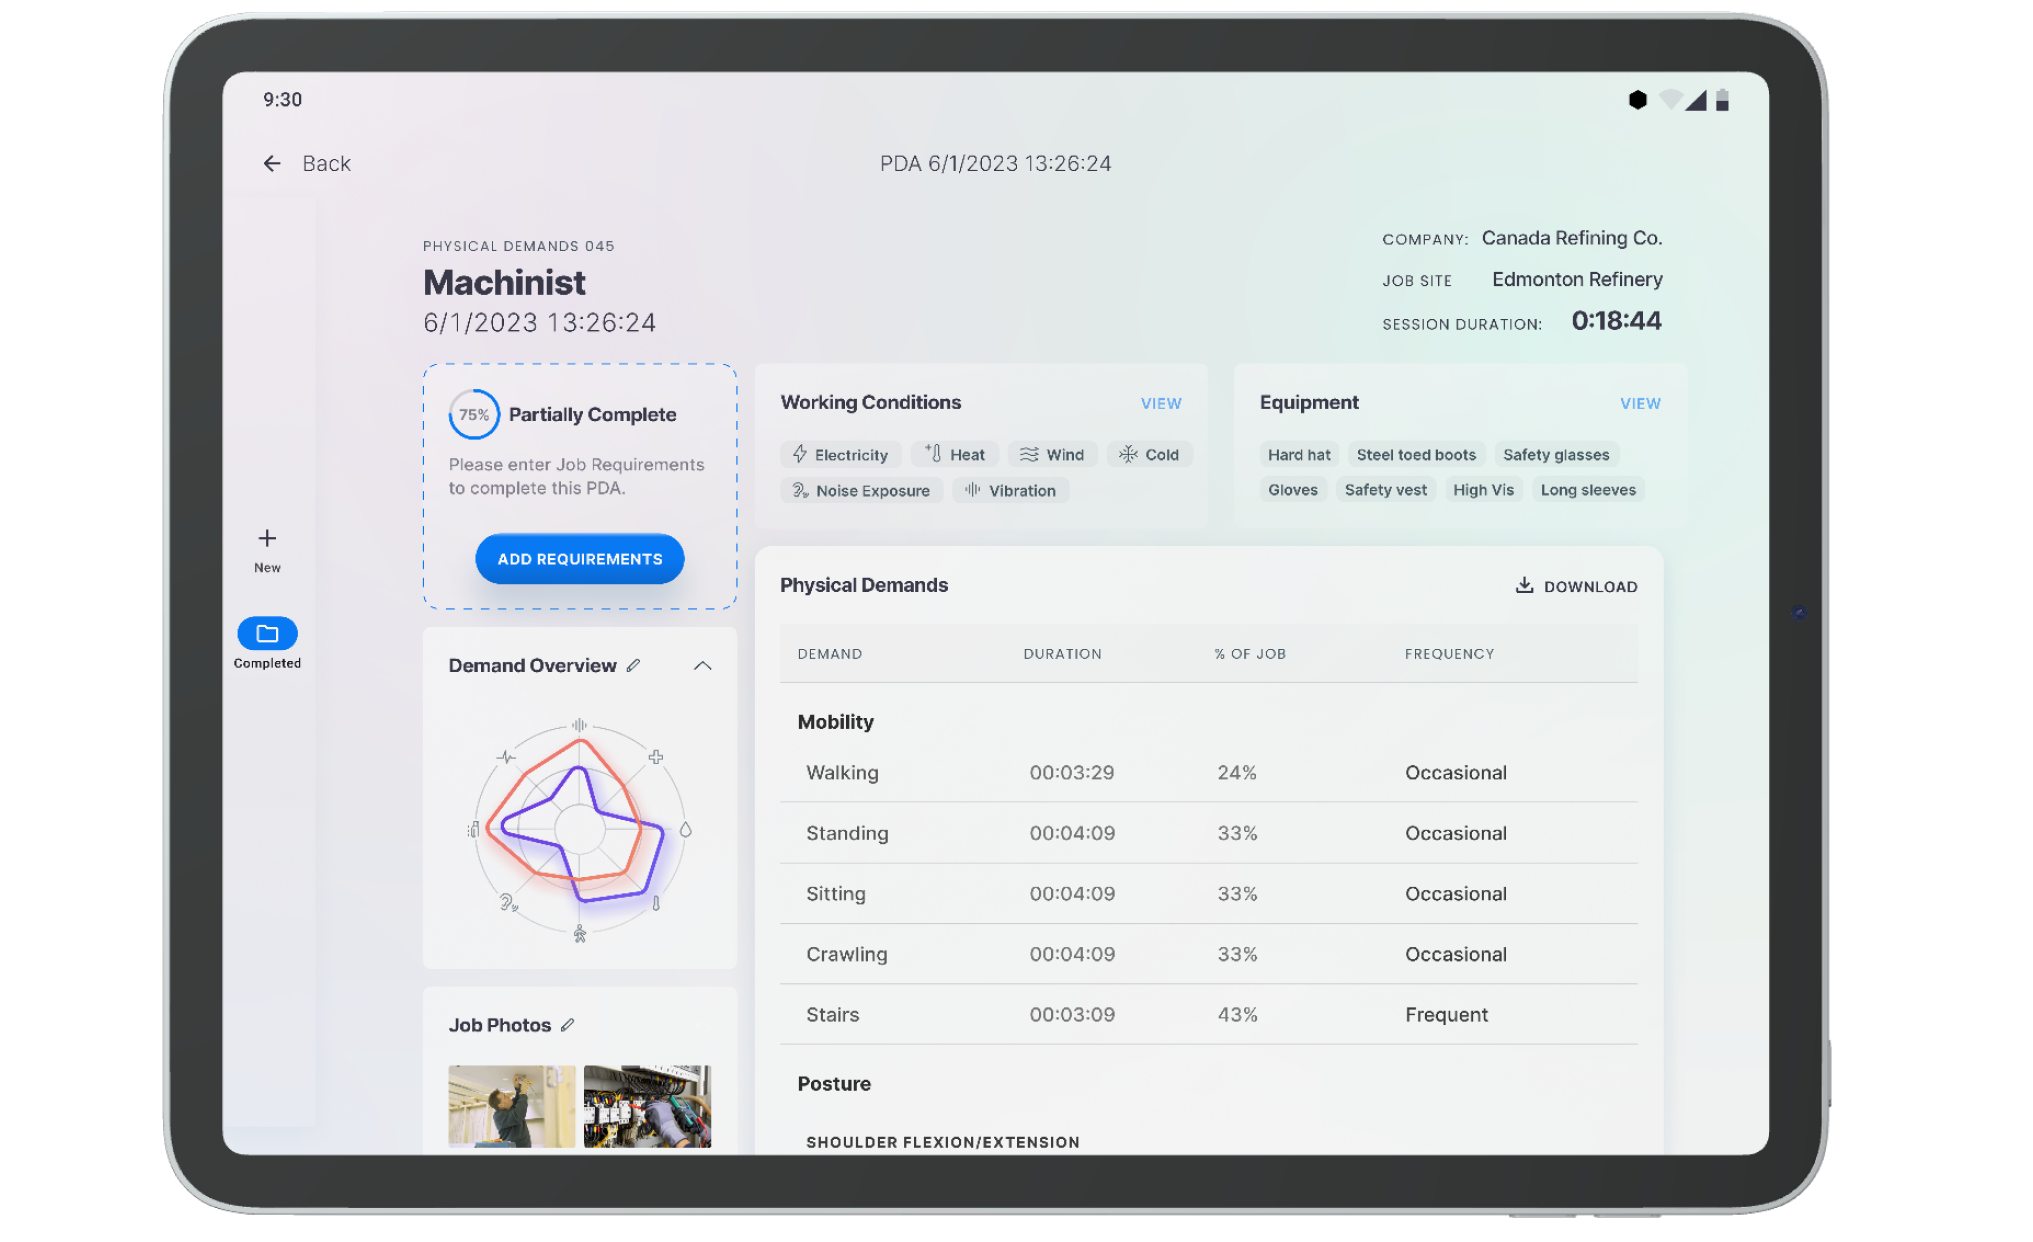 9:30
Back
PDA 6/1/2023 13:26:24
PHYSICAL DEMANDS 045
Machinist
6/1/2023 13:26:24
COMPANY: Canada Refining Co.
JOB SITE Edmonton Refinery
SESSION DURATION: 0:18:44
New
Completed
75% Partially Complete
Please enter Job Requirements
to complete this PDA.
ADD REQUIREMENTS
Working Conditions VIEW
Electricity Heat Wind Cold
Noise Exposure Vibration
Equipment VIEW
Hard hat Steel toed boots Safety glasses
Gloves Safety vest High Vis Long sleeves
Demand Overview
Job Photos
Physical Demands DOWNLOAD
DEMAND DURATION % OF JOB FREQUENCY
Mobility
Walking 00:03:29 24% Occasional
Standing 00:04:09 33% Occasional
Sitting 00:04:09 33% Occasional
Crawling 00:04:09 33% Occasional
Stairs 00:03:09 43% Frequent
Posture
SHOULDER FLEXION/EXTENSION